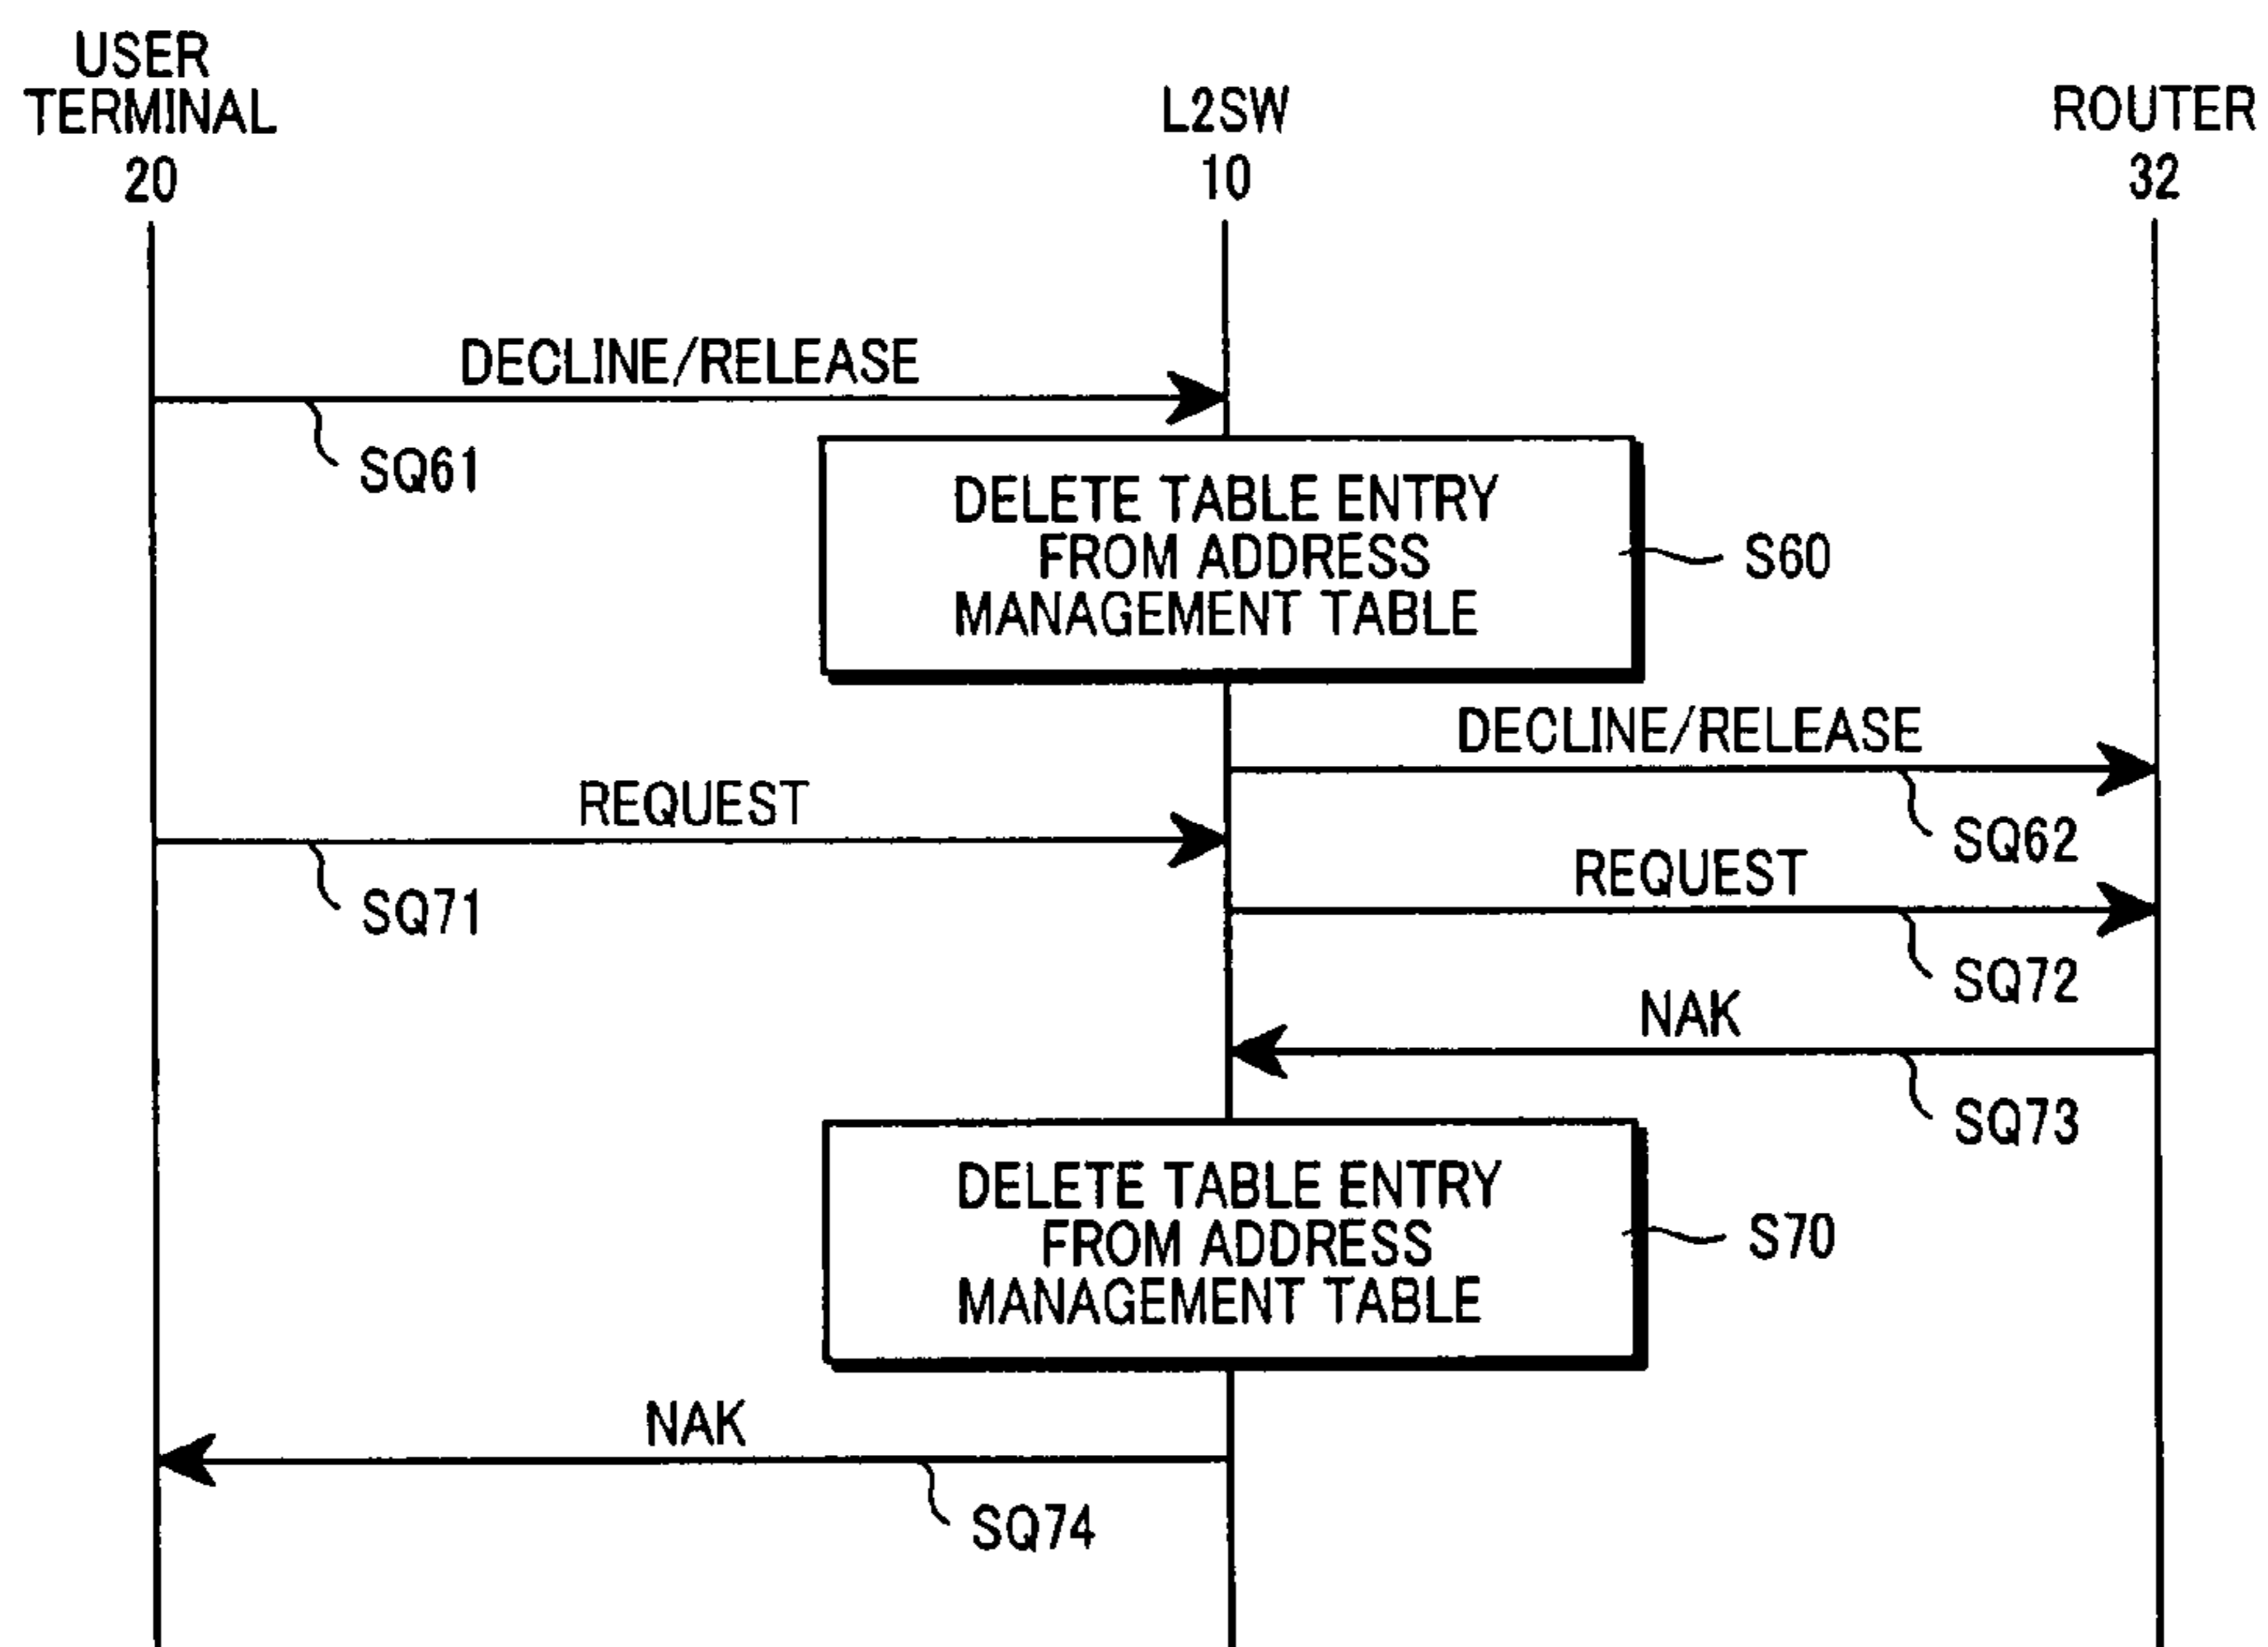 USER
TERMINAL
20
L2SW
10
ROUTER
32
DECLINE/RELEASE
SQ61
DELETE TABLE ENTRY
FROM ADDRESS
MANAGEMENT TABLE
S60
DECLINE/RELEASE
SQ62
REQUEST
SQ71
REQUEST
SQ72
NAK
SQ73
DELETE TABLE ENTRY
FROM ADDRESS
MANAGEMENT TABLE
S70
NAK
SQ74